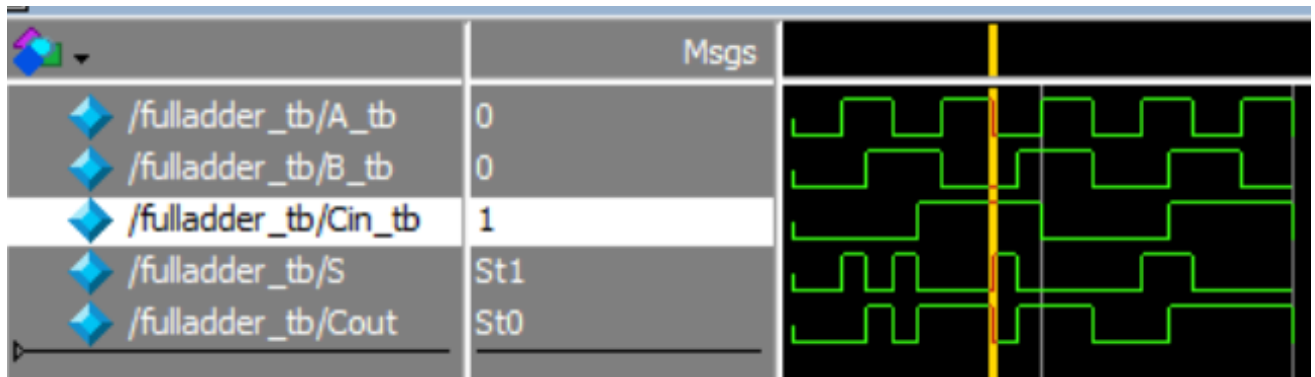 Msgs
/fulladder_tb/A_tb 0
/fulladder_tb/B_tb 0
/fulladder_tb/Cin_tb 1
/fulladder_tb/S St1
/fulladder_tb/Cout St0